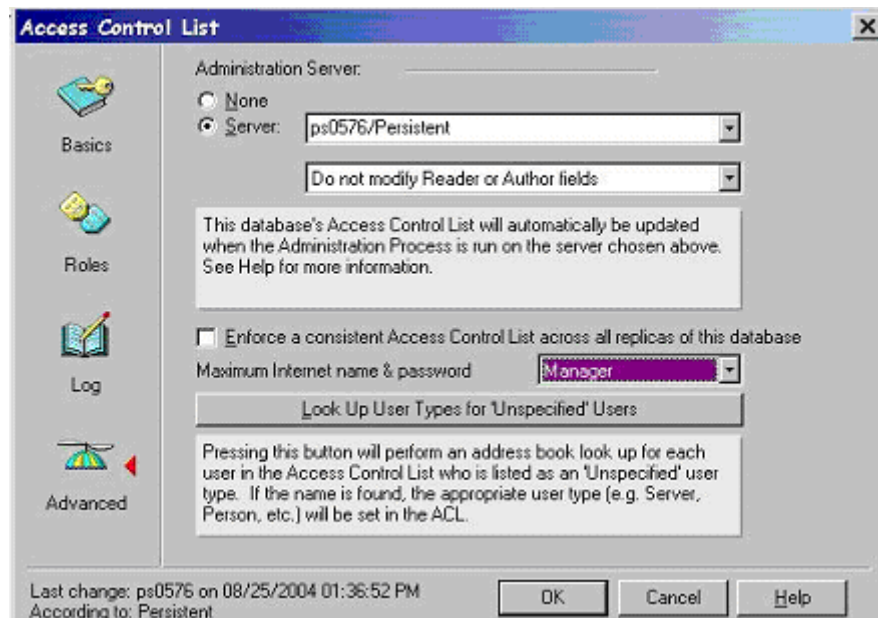 Access Control List
Administration Server:
None
Server: ps0576/Persistent
Do not modify Reader or Author fields
This database's Access Control List will automatically be updated
when the Administration Process is run on the server chosen above.
See Help for more information.
Enforce a consistent Access Control List across all replicas of this database
Maximum Internet name & password Manager
Look Up User Types for 'Unspecified' Users
Pressing this button will perform an address book look up for each
user in the Access Control List who is listed as an 'Unspecified' user
type. If the name is found, the appropriate user type (e.g. Server,
Person, etc.) will be set in the ACL.
Basics
Roles
Log
Advanced
Last change: ps0576 on 08/25/2004 01:36:52 PM
According to: Persistent
OK
Cancel
Help